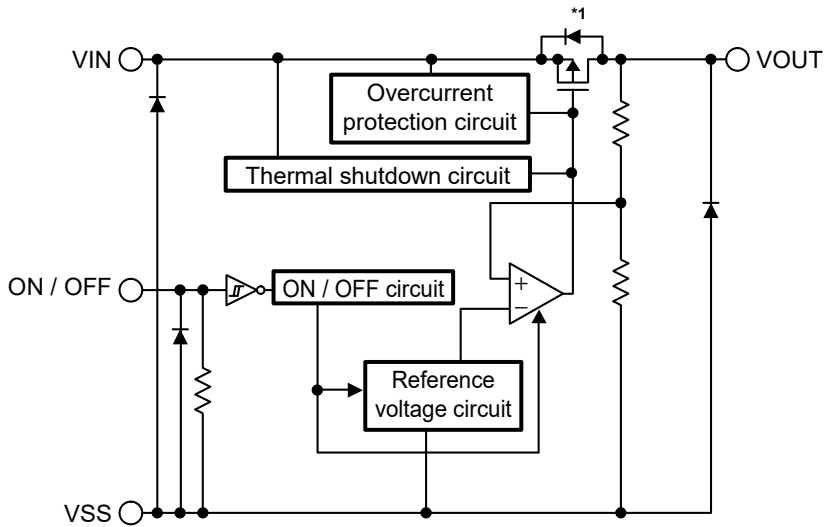 *1
VIN
VOUT
Overcurrent
protection circuit
Thermal shutdown circuit
ON / OFF
ON / OFF circuit
+
−
Reference
voltage circuit
VSS